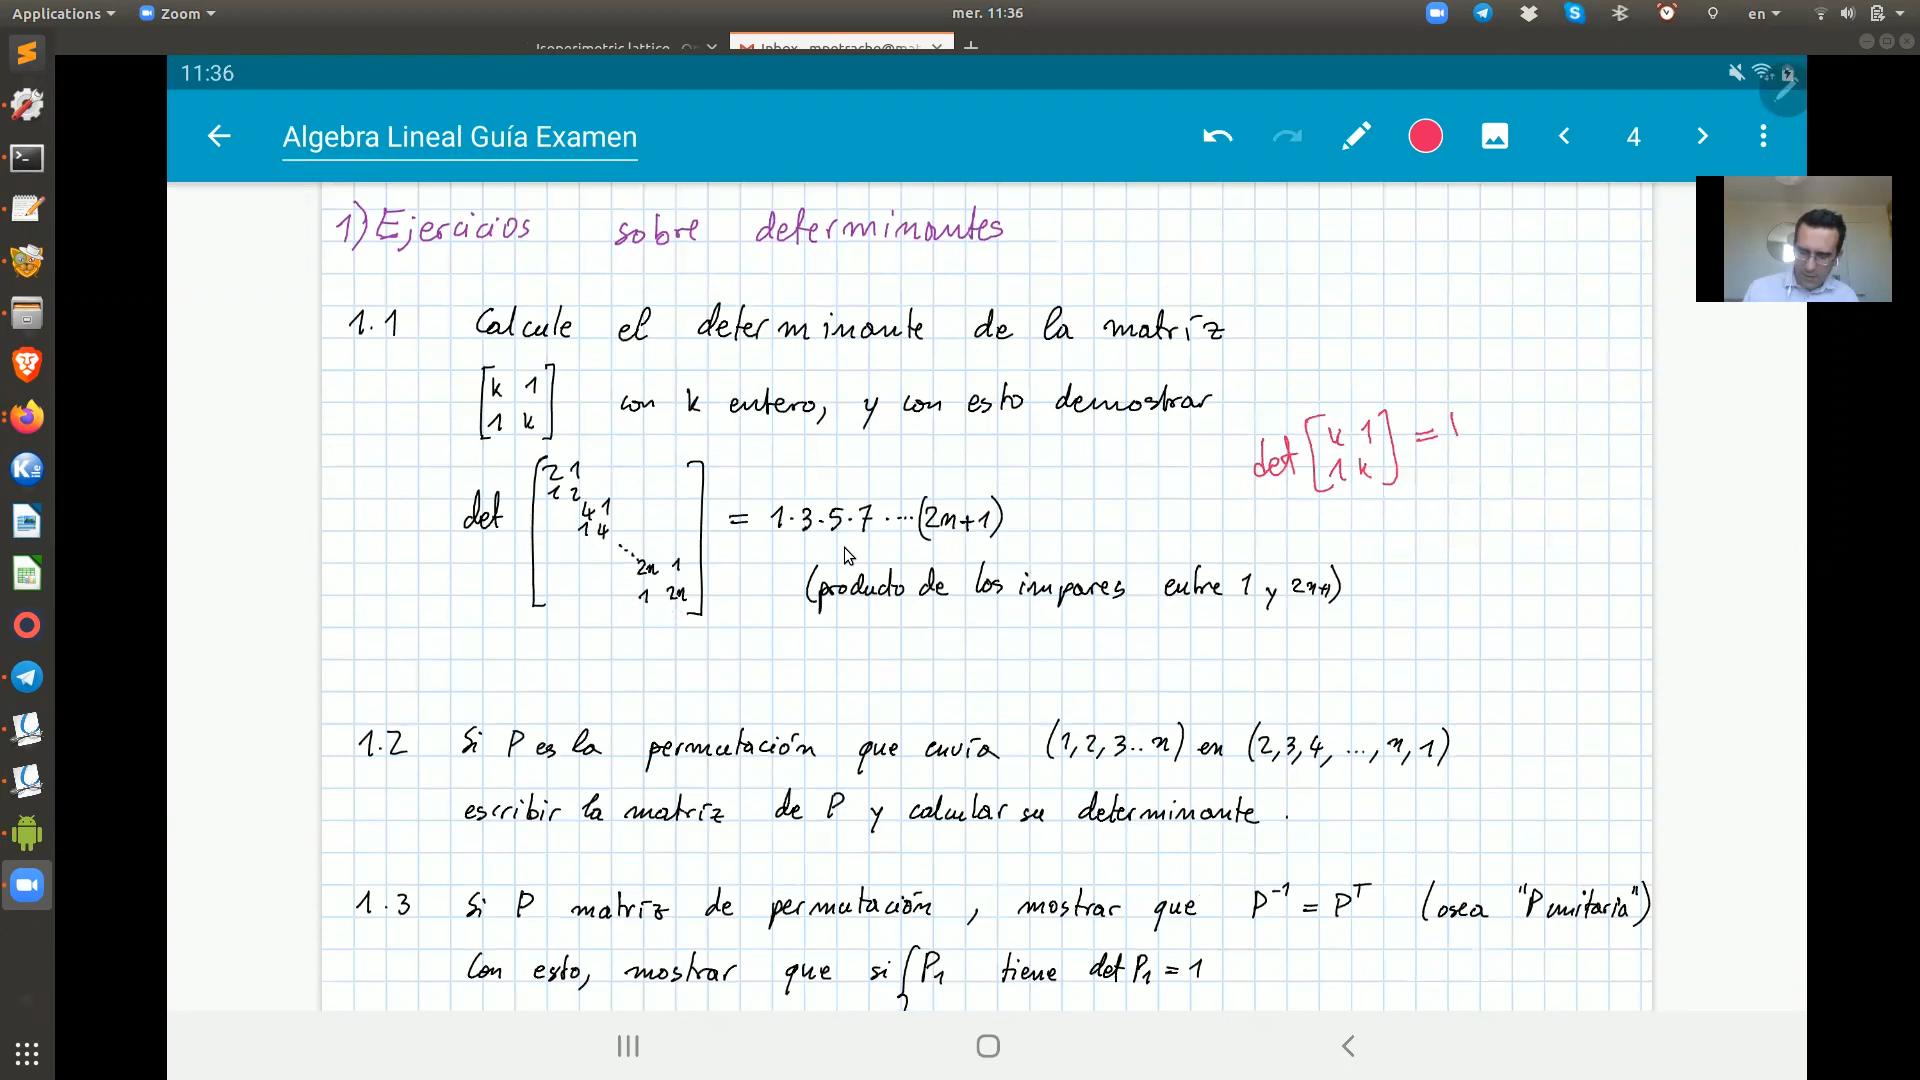 Applications
Zoom
mer. 11:36
en
Inbox
11:36
Algebra Lineal Guía Examen
4
1) Ejercicios sobre determinantes
1.1 Calcule el determinante de la matriz
[k 1
1 k] con k entero, y con esto demostrar
det [k 1
1 k] = 1
det [2 1
1 2
4 1
1 4
⋱
2n 1
1 2n] = 1·3·5·7·...(2n+1)
(producto de los impares entre 1 y 2n+1)
1.2 Si P es la permutación que envía (1,2,3..n) en (2,3,4, ..., n,1)
escribir la matriz de P y calcular su determinante.
1.3 Si P matriz de permutación, mostrar que P⁻¹ = Pᵀ (osea "P unitaria")
Con esto, mostrar que si { P₁ tiene det P₁ = 1